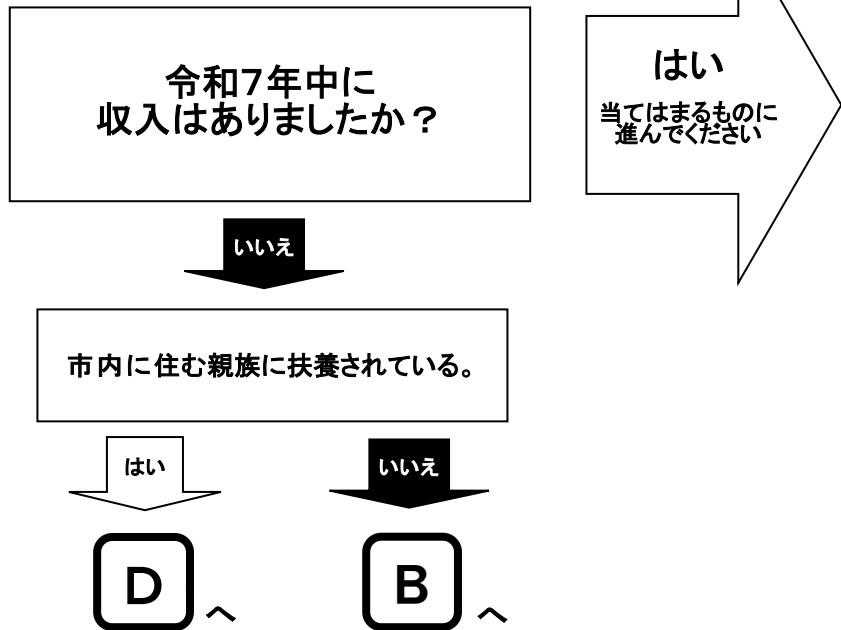 令和7年中に
収入はありましたか？
はい
当てはまるものに
進んでください
いいえ
市内に住む親族に扶養されている。
はい
いいえ
D へ
B へ